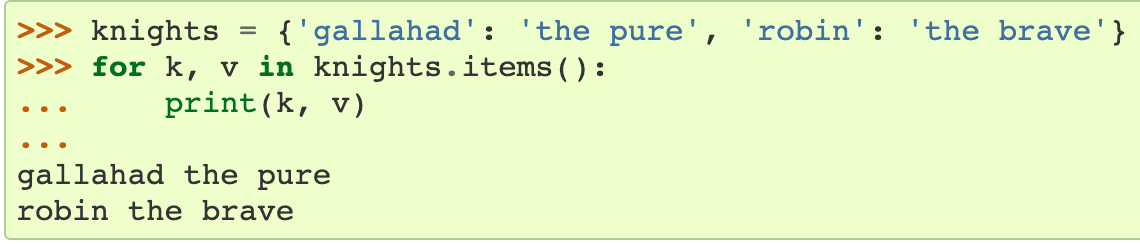 >>> knights = {'gallahad': 'the pure', 'robin': 'the brave'}
>>> for k, v in knights.items():
...     print(k, v)
...
gallahad the pure
robin the brave